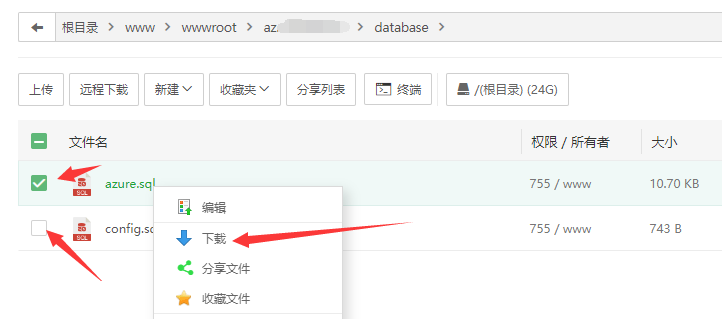 根目录 > www > wwwroot > az > database >
上传 远程下载 新建 收藏夹 分享列表 终端 /(根目录) (24G)
文件名 权限 / 所有者 大小
SQL azure.sql 755 / www 10.70 KB
编辑
SQL config.sc 755 / www 743 B
下载
分享文件
收藏文件